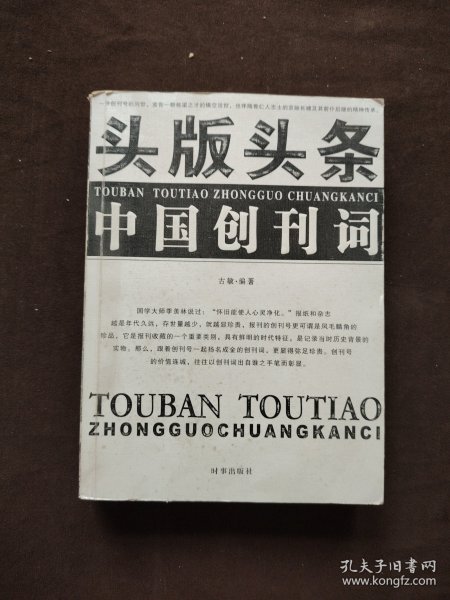 头版头条
TOUBAN TOUTIAO ZHONGGUO CHUANGKANCI
中国创刊词
古敏·编著
国学大师季羡林说过：“怀旧能使人心灵净化。”报纸和杂志
越是年代久远，存世量越少，就越显珍贵，报刊的创刊号更可谓是凤毛麟角的
珍品，它是报刊收藏的一个重要类别，具有鲜明的时代特征，是记录当时历史背景的
实物。那么，跟着创刊号一起扬名成金的创刊词，更显得弥足珍贵。创刊号
的价值连城，往往以创刊词出自谁之手笔而彰显。
TOUBAN TOUTIAO
ZHONGGUOCHUANGKANCI
时事出版社
孔夫子旧书网
www.kongfz.com